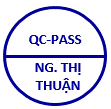 QC-PASS
NG. THỊ
THUẬN